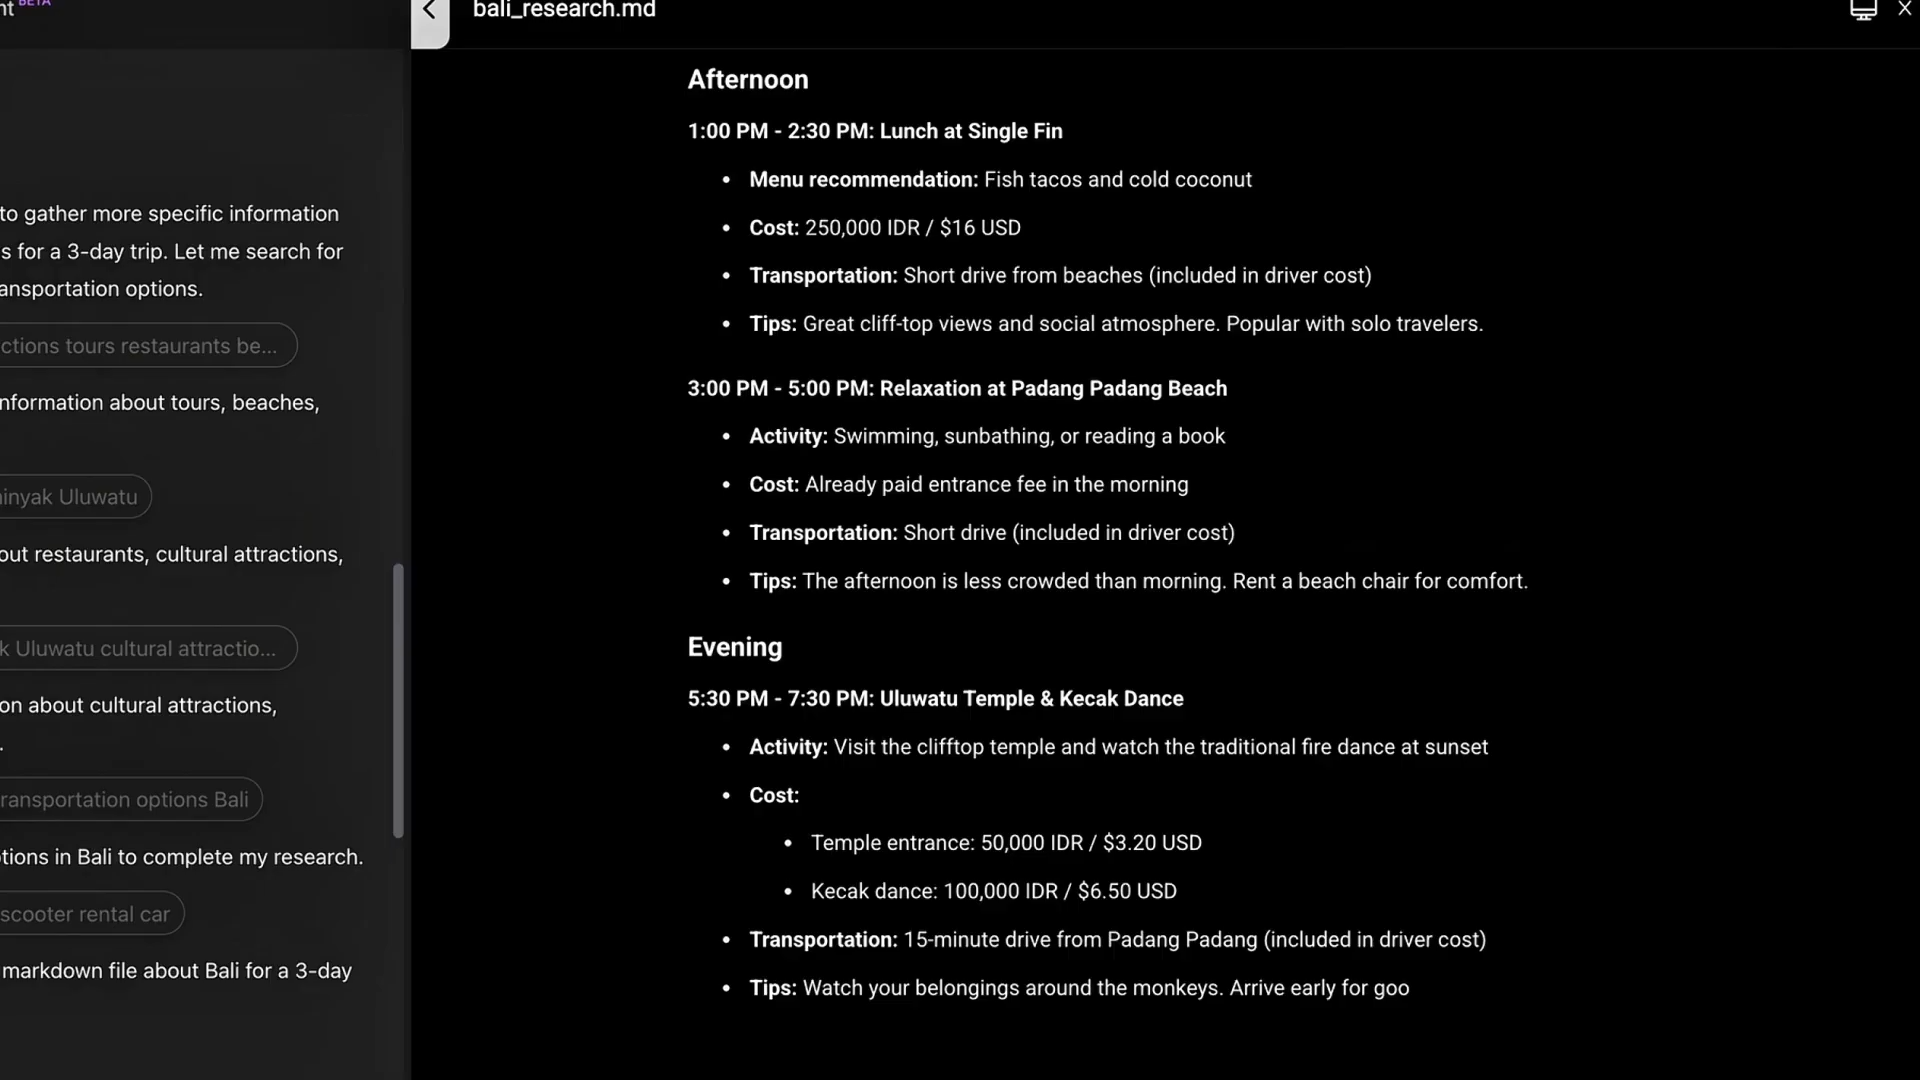 nt BETA
bali_research.md
to gather more specific information
s for a 3-day trip. Let me search for
ansportation options.
ctions tours restaurants be...
nformation about tours, beaches,
inyak Uluwatu
out restaurants, cultural attractions,
k Uluwatu cultural attractio...
on about cultural attractions,
.
ransportation options Bali
tions in Bali to complete my research.
scooter rental car
markdown file about Bali for a 3-day
Afternoon
1:00 PM - 2:30 PM: Lunch at Single Fin
• Menu recommendation: Fish tacos and cold coconut
• Cost: 250,000 IDR / $16 USD
• Transportation: Short drive from beaches (included in driver cost)
• Tips: Great cliff-top views and social atmosphere. Popular with solo travelers.
3:00 PM - 5:00 PM: Relaxation at Padang Padang Beach
• Activity: Swimming, sunbathing, or reading a book
• Cost: Already paid entrance fee in the morning
• Transportation: Short drive (included in driver cost)
• Tips: The afternoon is less crowded than morning. Rent a beach chair for comfort.
Evening
5:30 PM - 7:30 PM: Uluwatu Temple & Kecak Dance
• Activity: Visit the clifftop temple and watch the traditional fire dance at sunset
• Cost:
• Temple entrance: 50,000 IDR / $3.20 USD
• Kecak dance: 100,000 IDR / $6.50 USD
• Transportation: 15-minute drive from Padang Padang (included in driver cost)
• Tips: Watch your belongings around the monkeys. Arrive early for goo